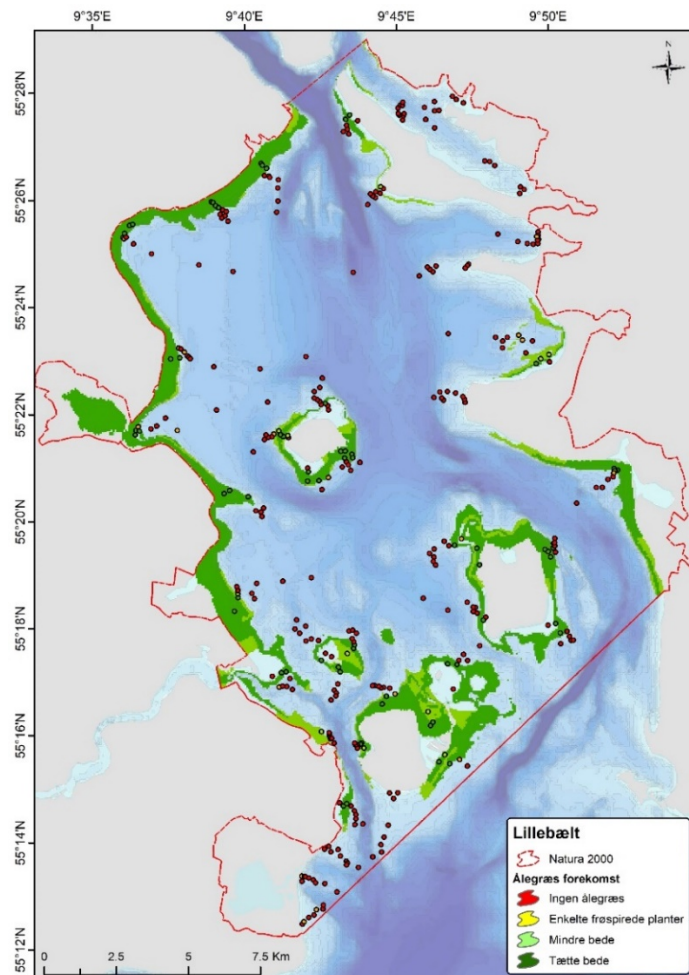 9°35'E 9°40'E 9°45'E 9°50'E
N
55°28'N
55°26'N
55°24'N
55°22'N
55°20'N
55°18'N
55°16'N
55°14'N
55°12'N
0 2.5 5 7.5 Km
Lillebælt
Natura 2000
Ålegræs forekomst
Ingen ålegræs
Enkelte frøspirede planter
Mindre bede
Tætte bede